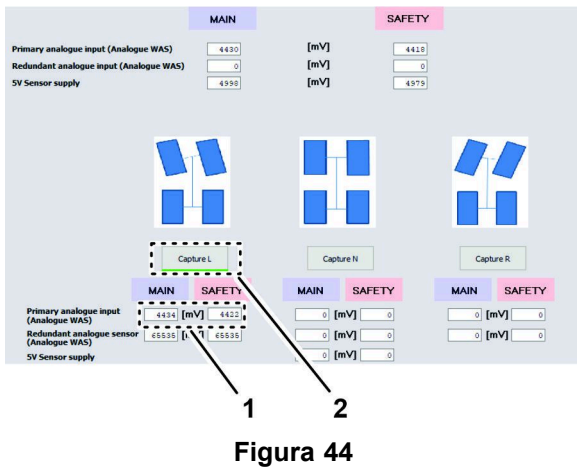 MAIN SAFETY
Primary analogue input (Analogue WAS) 4430 [mV] 4418
Redundant analogue input (Analogue WAS) 0 [mV] 0
5V Sensor supply 4998 4979
Capture L Capture N Capture R
MAIN SAFETY MAIN SAFETY MAIN SAFETY
Primary analogue input
(Analogue WAS) 4434 [mV] 4422 0 [mV] 0 0 [mV] 0
Redundant analogue sensor
(Analogue WAS) 65535 [ 65535 0 [mV] 0 0 [mV] 0
5V Sensor supply 0 [mV] 0
1 2
Figura 44